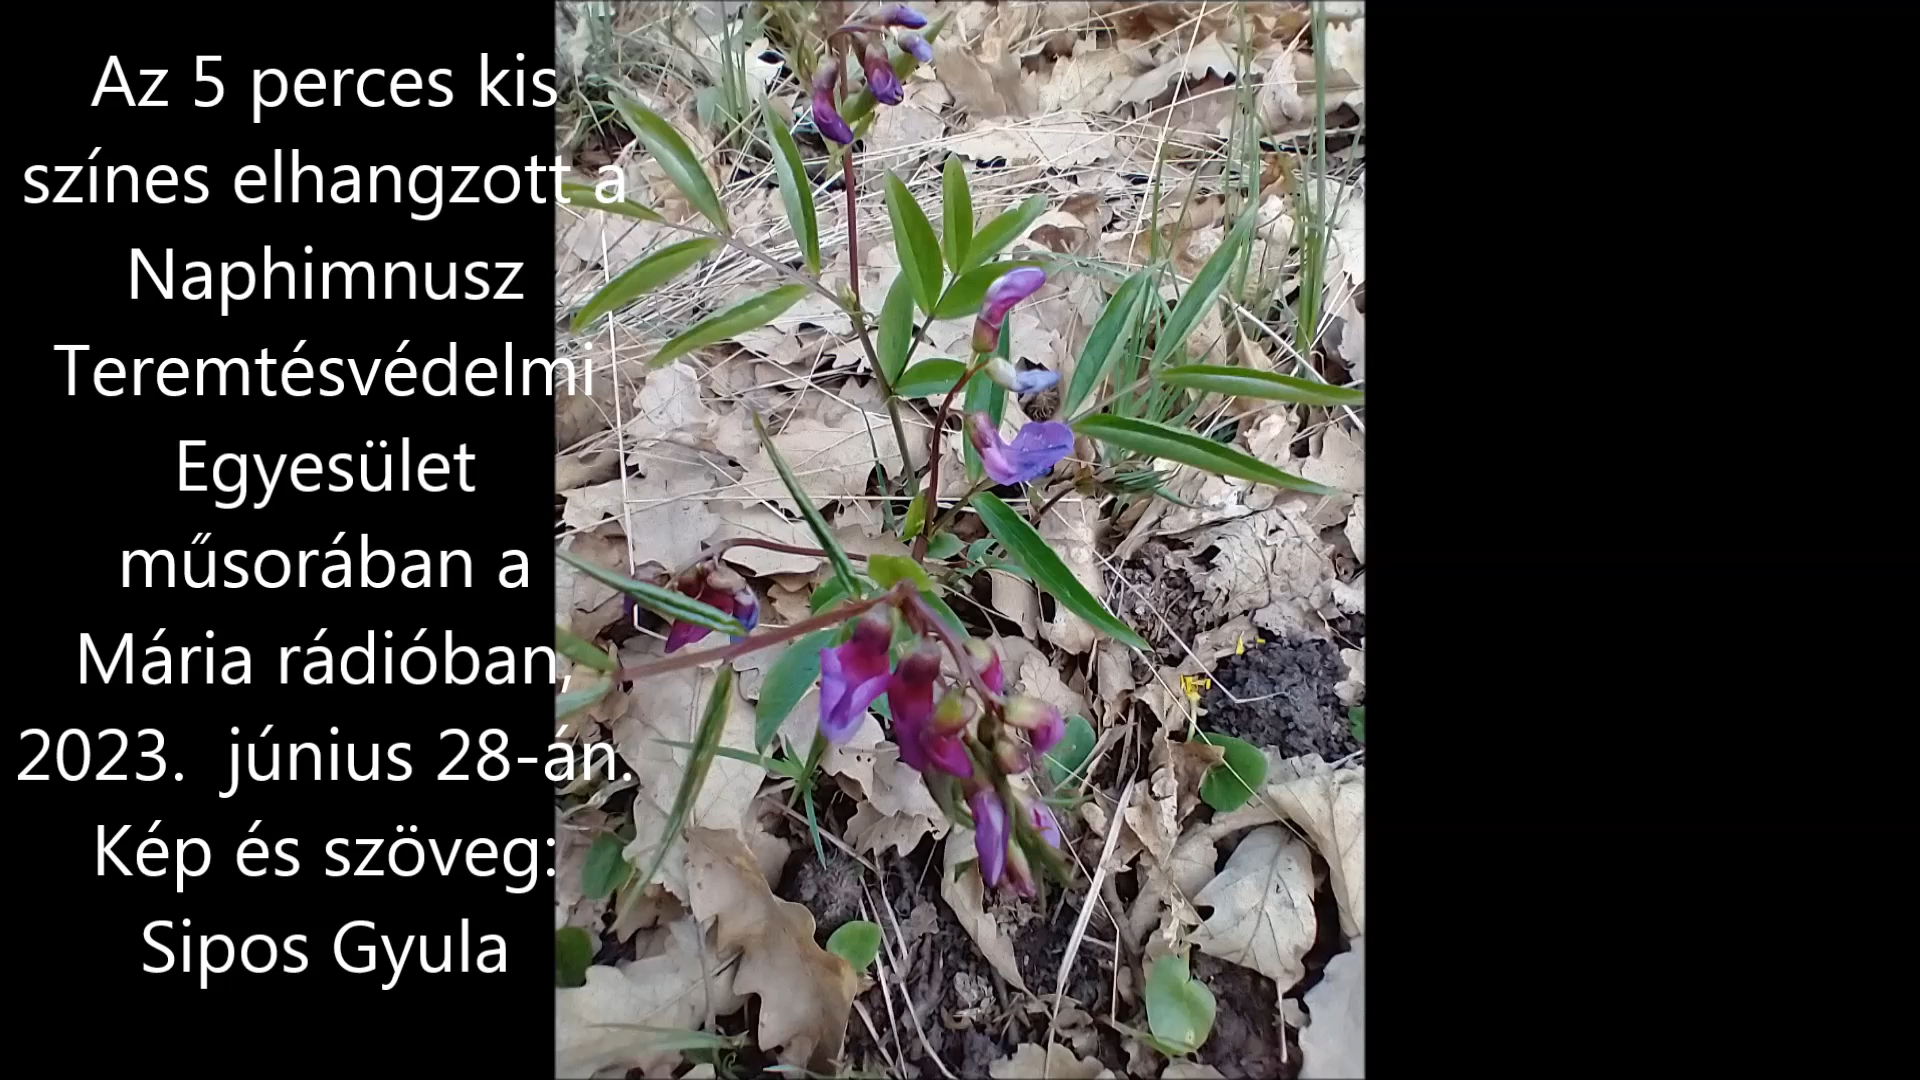 Az 5 perces kis
színes elhangzott a
Naphimnusz
Teremtésvédelmi
Egyesület
műsorában a
Mária rádióban,
2023.  június 28-án.
Kép és szöveg:
Sipos Gyula